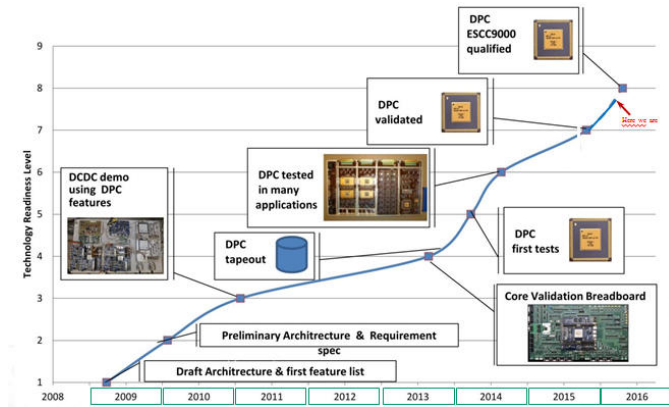 DPC
ESCC9000
qualified
Here we are
DPC
validated
DCDC demo
using DPC
features
DPC tested
in many
applications
DPC
tapeout
DPC
first tests
Core Validation Breadboard
Preliminary Architrecture & Requirement
spec
Draft Architecture & first feature list
Technology Readiness Level
9
8
7
6
5
4
3
2
1
2008 2009 2010 2011 2012 2013 2014 2015 2016